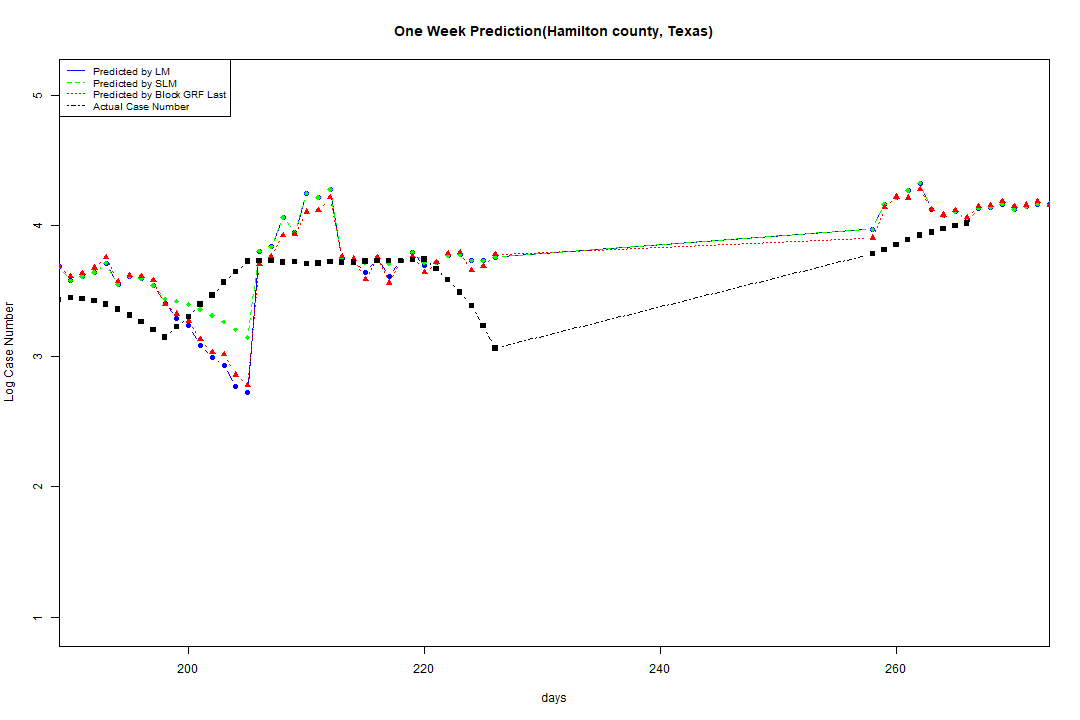 One Week Prediction(Hamilton county, Texas)
Predicted by LM
Predicted by SLM
Predicted by Block GRF Last
Actual Case Number
5
4
3
2
1
Log Case Number
200
220
240
260
days